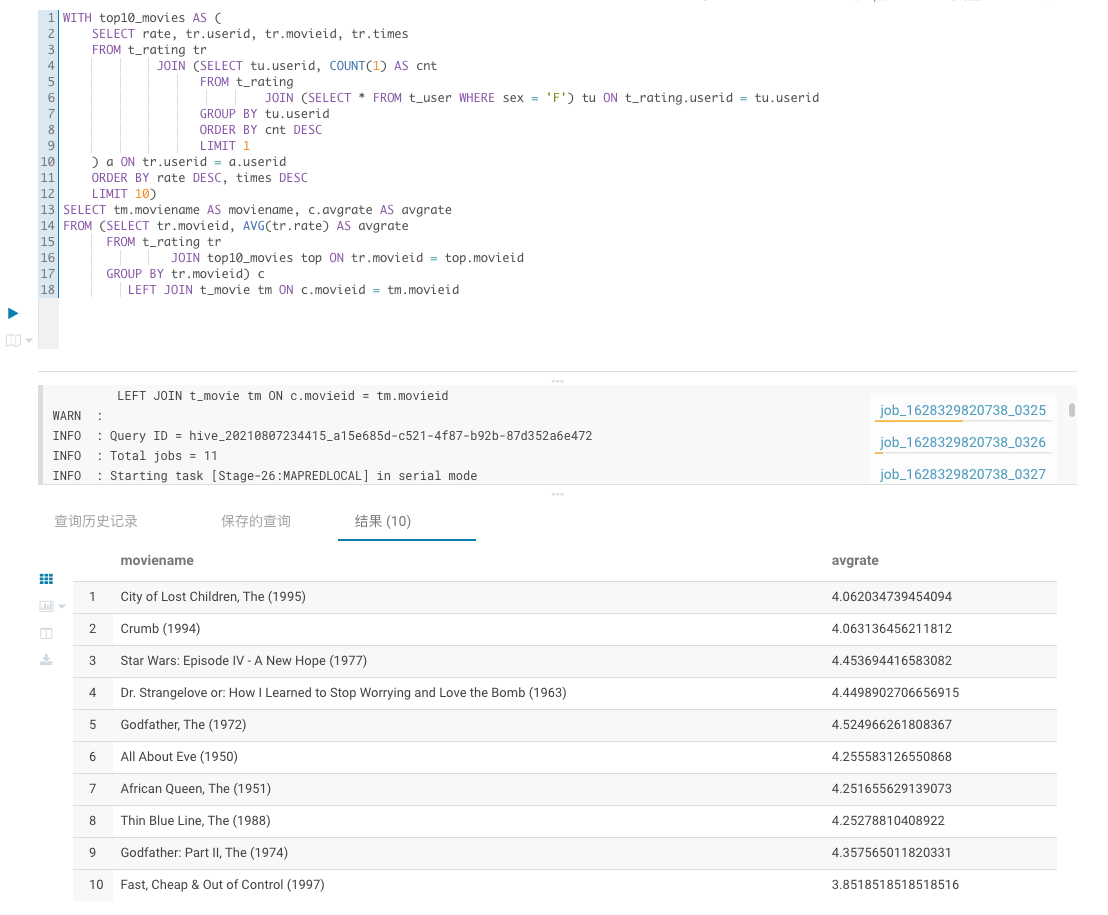 1 WITH top10_movies AS (
2     SELECT rate, tr.userid, tr.movieid, tr.times
3     FROM t_rating tr
4              JOIN (SELECT tu.userid, COUNT(1) AS cnt
5                    FROM t_rating
6                             JOIN (SELECT * FROM t_user WHERE sex = 'F') tu ON t_rating.userid = tu.userid
7                    GROUP BY tu.userid
8                    ORDER BY cnt DESC
9                    LIMIT 1
10     ) a ON tr.userid = a.userid
11     ORDER BY rate DESC, times DESC
12     LIMIT 10)
13 SELECT tm.moviename AS moviename, c.avgrate AS avgrate
14 FROM (SELECT tr.movieid, AVG(tr.rate) AS avgrate
15       FROM t_rating tr
16                JOIN top10_movies top ON tr.movieid = top.movieid
17       GROUP BY tr.movieid) c
18          LEFT JOIN t_movie tm ON c.movieid = tm.movieid
LEFT JOIN t_movie tm ON c.movieid = tm.movieid
WARN  :
INFO  : Query ID = hive_20210807234415_a15e685d-c521-4f87-b92b-87d352a6e472
INFO  : Total jobs = 11
INFO  : Starting task [Stage-26:MAPREDLOCAL] in serial mode
job_1628329820738_0325
job_1628329820738_0326
job_1628329820738_0327
查询历史记录 保存的查询 结果 (10)
moviename avgrate
1 City of Lost Children, The (1995) 4.062034739454094
2 Crumb (1994) 4.063136456211812
3 Star Wars: Episode IV - A New Hope (1977) 4.453694416583082
4 Dr. Strangelove or: How I Learned to Stop Worrying and Love the Bomb (1963) 4.4498902706656915
5 Godfather, The (1972) 4.524966261808367
6 All About Eve (1950) 4.255583126550868
7 African Queen, The (1951) 4.251655629139073
8 Thin Blue Line, The (1988) 4.25278810408922
9 Godfather: Part II, The (1974) 4.357565011820331
10 Fast, Cheap & Out of Control (1997) 3.8518518518518516